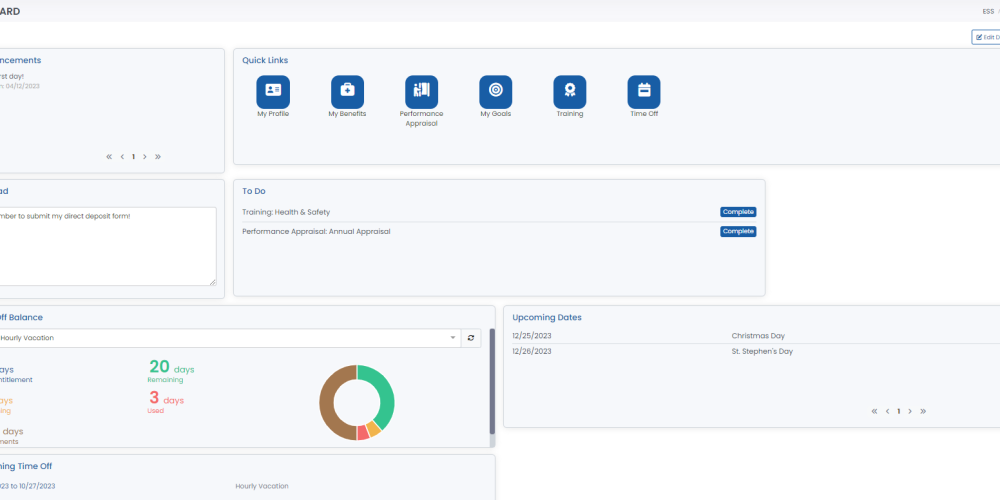 ARD
ESS
Edit D
ncements
rst day!
n: 04/12/2023
« ‹ 1 › »
Quick Links
My Profile
My Benefits
Performance
Appraisal
My Goals
Training
Time Off
ad
mber to submit my direct deposit form!
To Do
Training: Health & Safety
Complete
Performance Appraisal: Annual Appraisal
Complete
Off Balance
Hourly Vacation
ays
ntitlement
20 days
Remaining
ays
ing
3 days
Used
days
ments
Upcoming Dates
12/25/2023 Christmas Day
12/26/2023 St. Stephen's Day
« ‹ 1 › »
ning Time Off
023 to 10/27/2023 Hourly Vacation